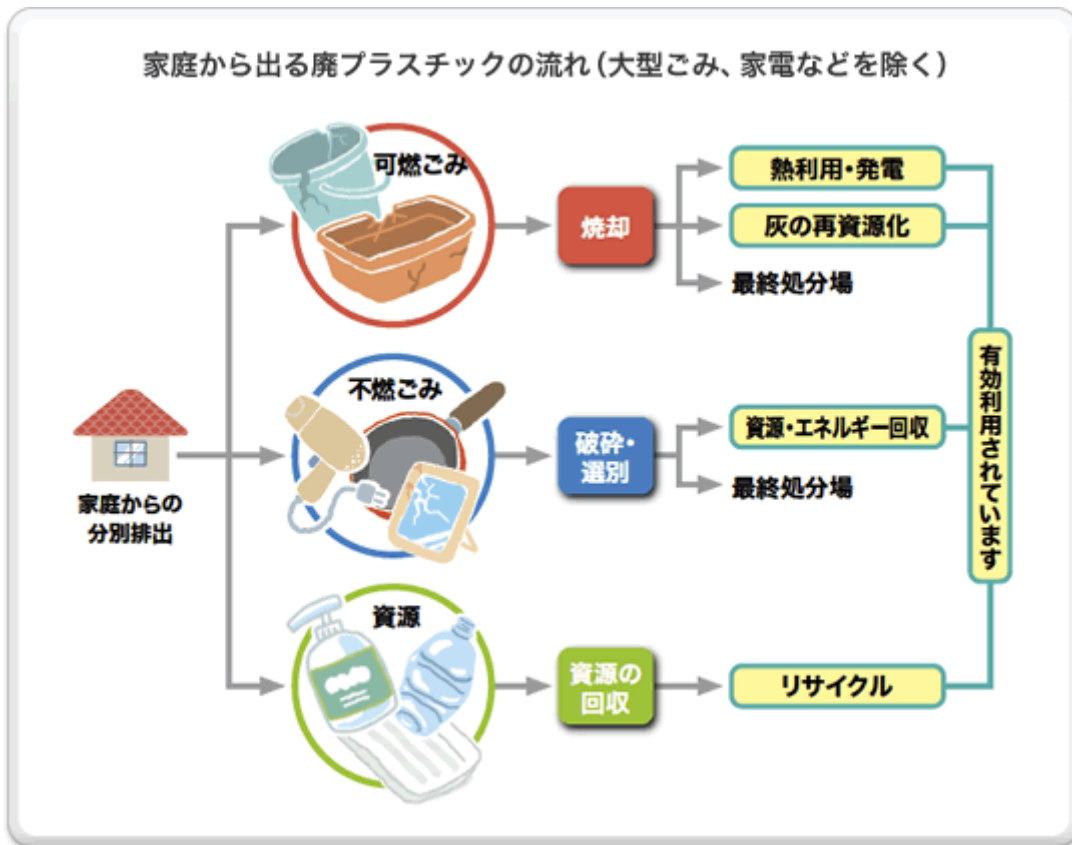 家庭から出る廃プラスチックの流れ(大型ごみ、家電などを除く)
可燃ごみ
焼却
熱利用・発電
灰の再資源化
最終処分場
家庭からの
分別排出
不燃ごみ
破砕・
選別
資源・エネルギー回収
最終処分場
有効利用されています
資源
資源の
回収
リサイクル